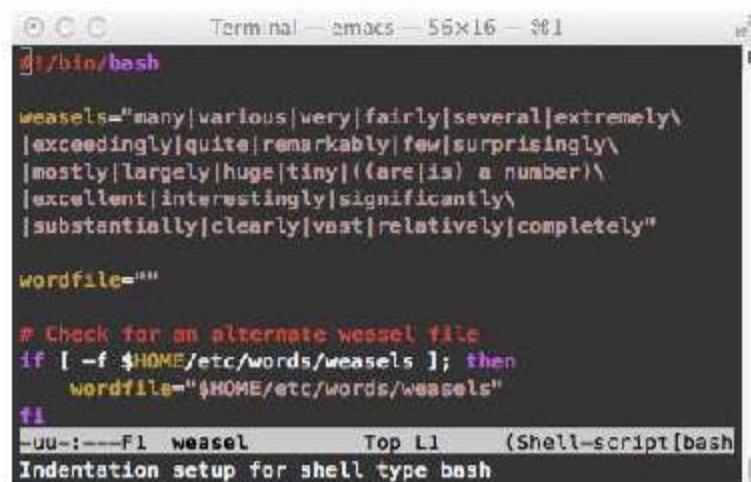 Terminal — emacs — 56×16 — ⌘1
#!/bin/bash
weasels="many|various|very|fairly|several|extremely\
|exceedingly|quite|remarkably|few|surprisingly\
|mostly|largely|huge|tiny|((are|is) a number)\
|excellent|interestingly|significantly\
|substantially|clearly|vast|relatively|completely"
wordfile=""
# Check for an alternate weasel file
if [ -f $HOME/etc/words/weasels ]; then
wordfile="$HOME/etc/words/weasels"
fi
-uu-:---F1 weasel Top L1 (Shell-script[bash
Indentation setup for shell type bash